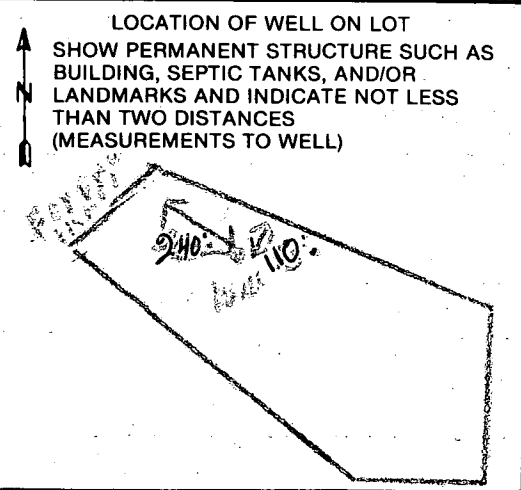 LOCATION OF WELL ON LOT
SHOW PERMANENT STRUCTURE SUCH AS
BUILDING, SEPTIC TANKS, AND/OR
LANDMARKS AND INDICATE NOT LESS
THAN TWO DISTANCES
(MEASUREMENTS TO WELL)
N
240'
110'
Well